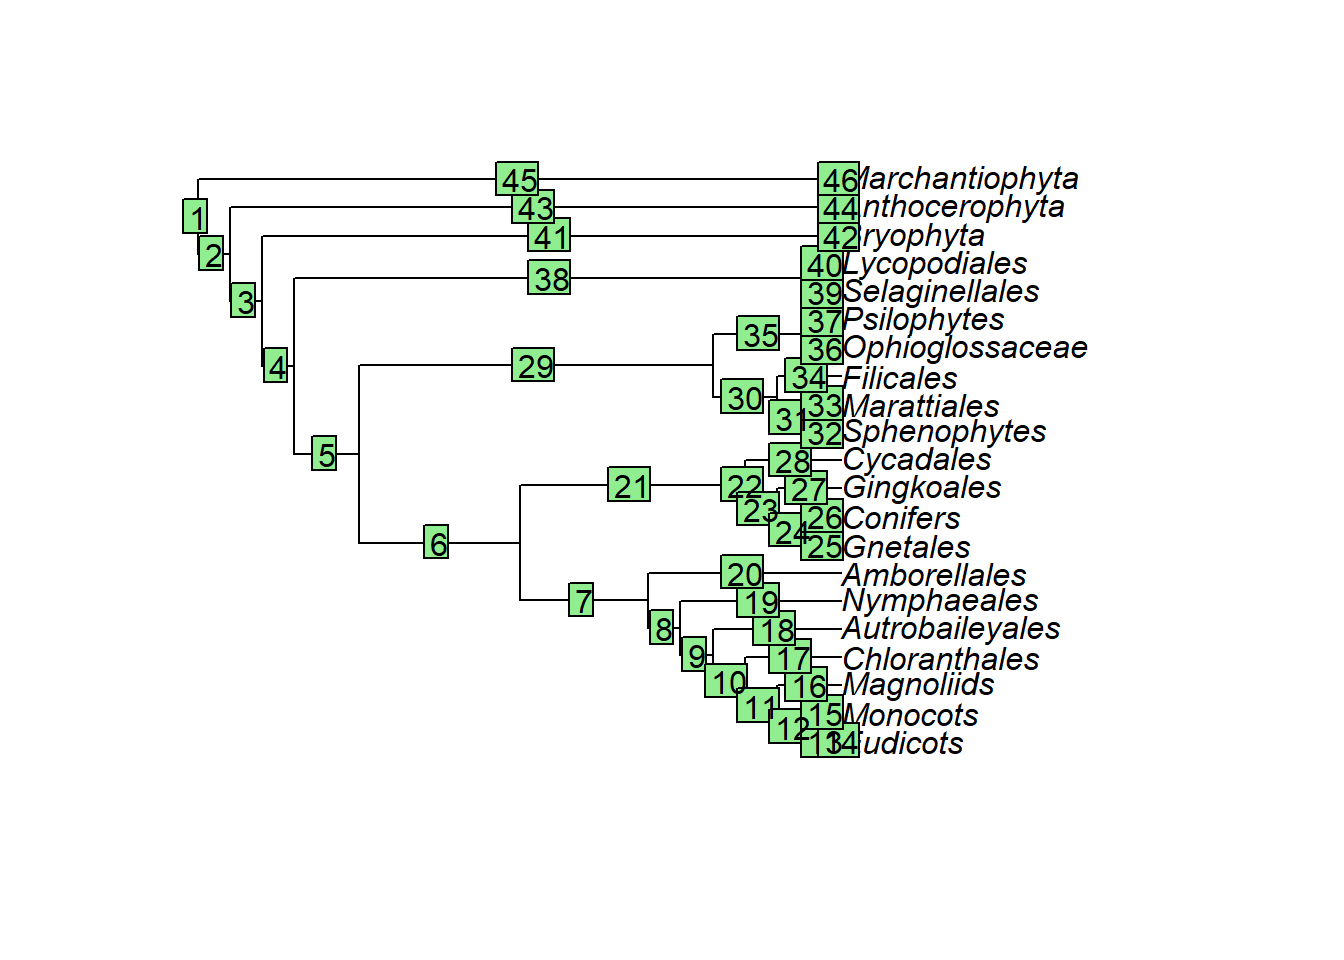 45 46 Marchantiophyta
1 43 44 nthocerophyta
2 41 42 ryophyta
38 40 Lycopodiales
3 39 Selaginellales
35 37 Psilophytes
36 Ophioglossaceae
4 29 34 Filicales
30 31 33 Marattiales
32 Sphenophytes
5 28 Cycadales
21 22 27 Gingkoales
23 24 26 Conifers
6 25 Gnetales
20 Amborellales
7 19 Nymphaeales
8 18 Autrobaileyales
9 17 Chloranthales
10 16 Magnoliids
11 12 15 Monocots
13 14 udicots